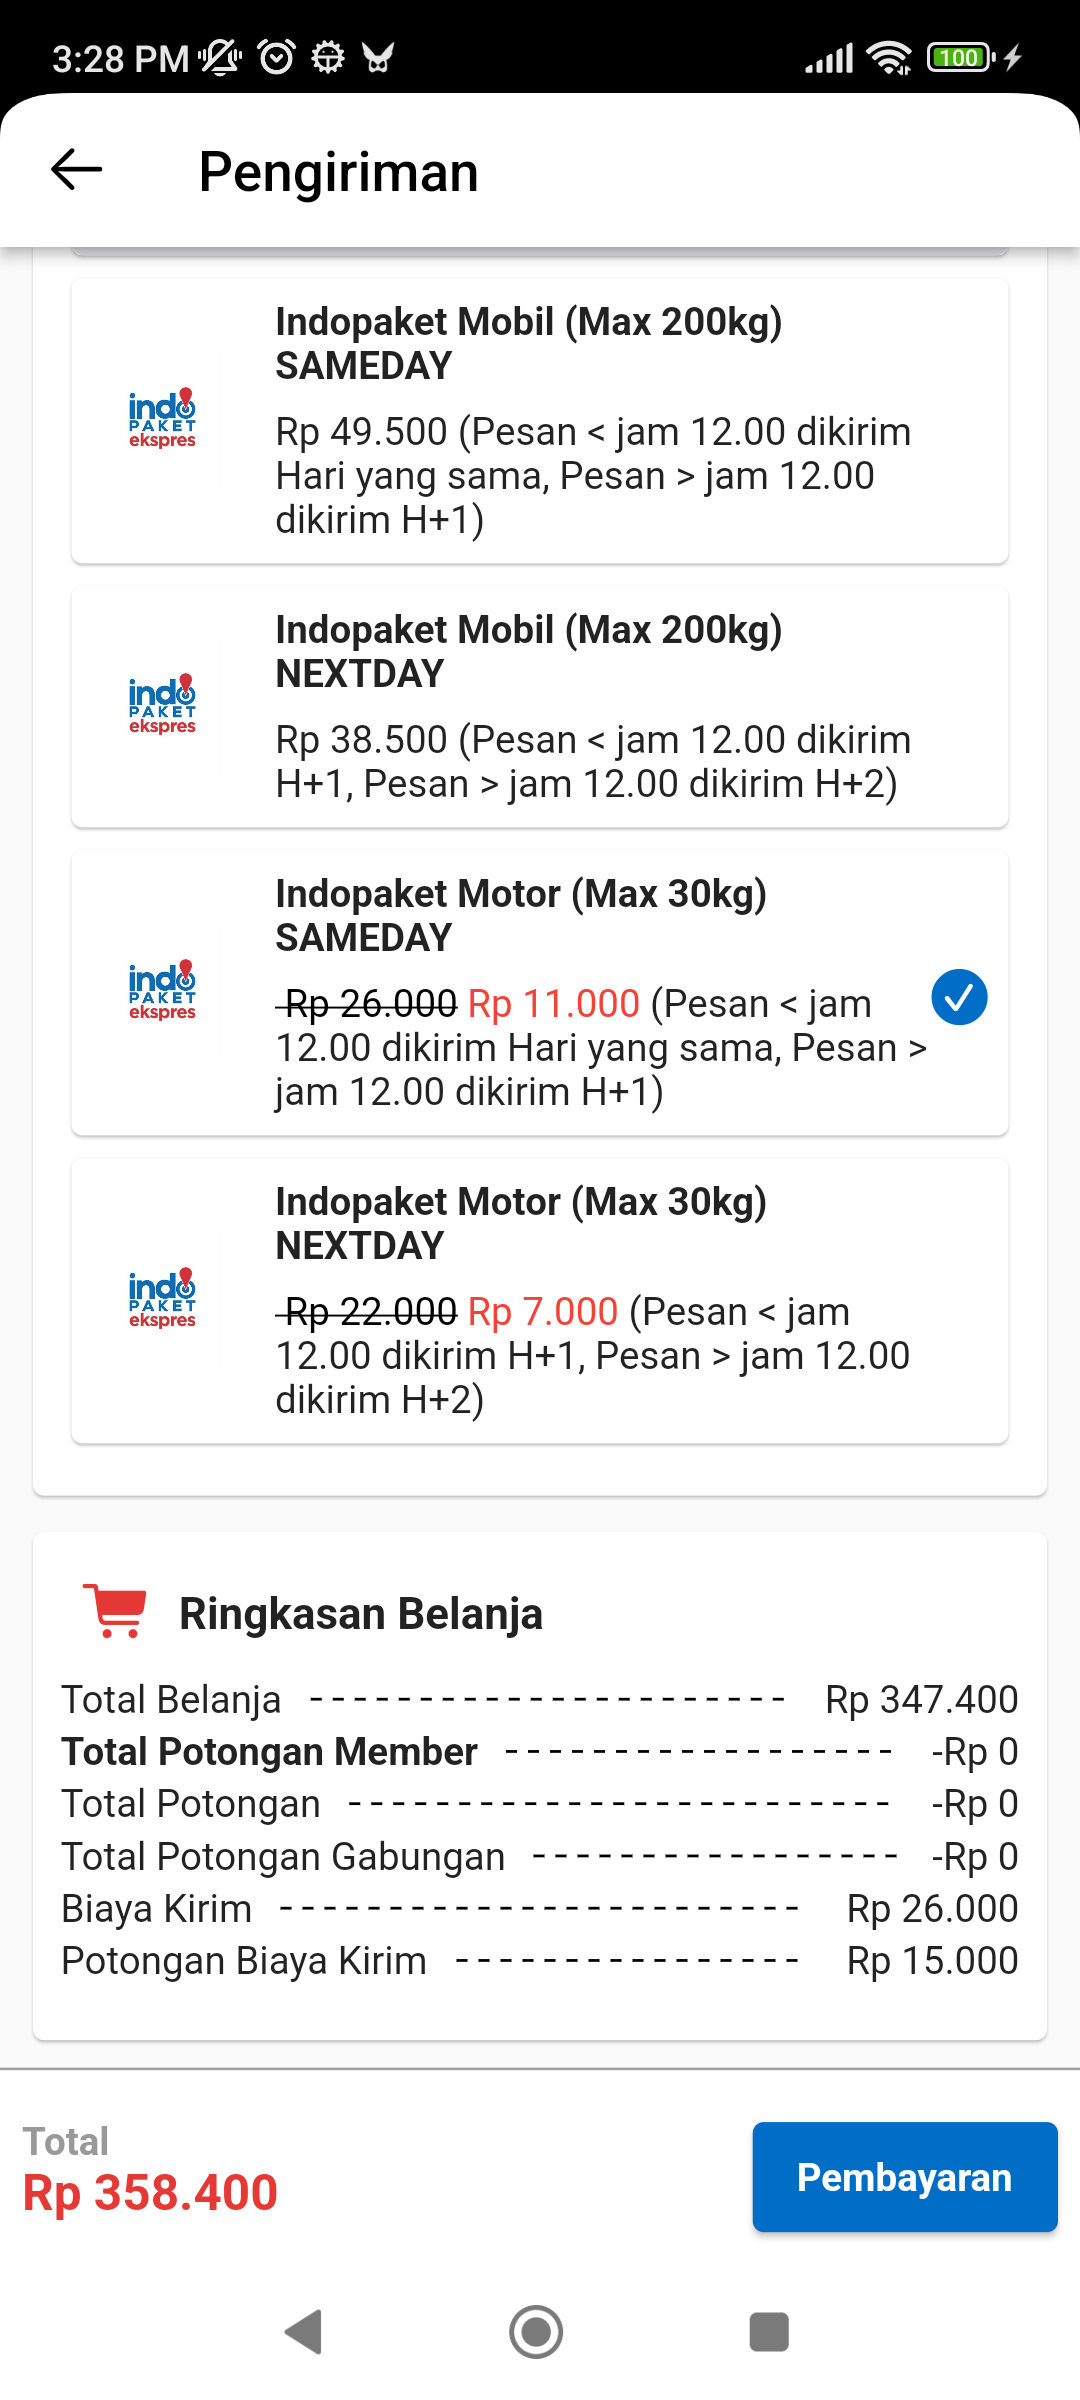 3:28 PM
100
Pengiriman
Indopaket Mobil (Max 200kg)
SAMEDAY
indo
PAKET
ekspres
Rp 49.500 (Pesan < jam 12.00 dikirim
Hari yang sama, Pesan > jam 12.00
dikirim H+1)
Indopaket Mobil (Max 200kg)
NEXTDAY
indo
PAKET
ekspres
Rp 38.500 (Pesan < jam 12.00 dikirim
H+1, Pesan > jam 12.00 dikirim H+2)
Indopaket Motor (Max 30kg)
SAMEDAY
indo
PAKET
ekspres
Rp 26.000 Rp 11.000 (Pesan < jam
12.00 dikirim Hari yang sama, Pesan >
jam 12.00 dikirim H+1)
Indopaket Motor (Max 30kg)
NEXTDAY
indo
PAKET
ekspres
Rp 22.000 Rp 7.000 (Pesan < jam
12.00 dikirim H+1, Pesan > jam 12.00
dikirim H+2)
Ringkasan Belanja
Total Belanja ---------------------- Rp 347.400
Total Potongan Member ------------------ -Rp 0
Total Potongan ------------------------- -Rp 0
Total Potongan Gabungan ----------------- -Rp 0
Biaya Kirim ------------------------ Rp 26.000
Potongan Biaya Kirim ---------------- Rp 15.000
Total
Rp 358.400
Pembayaran